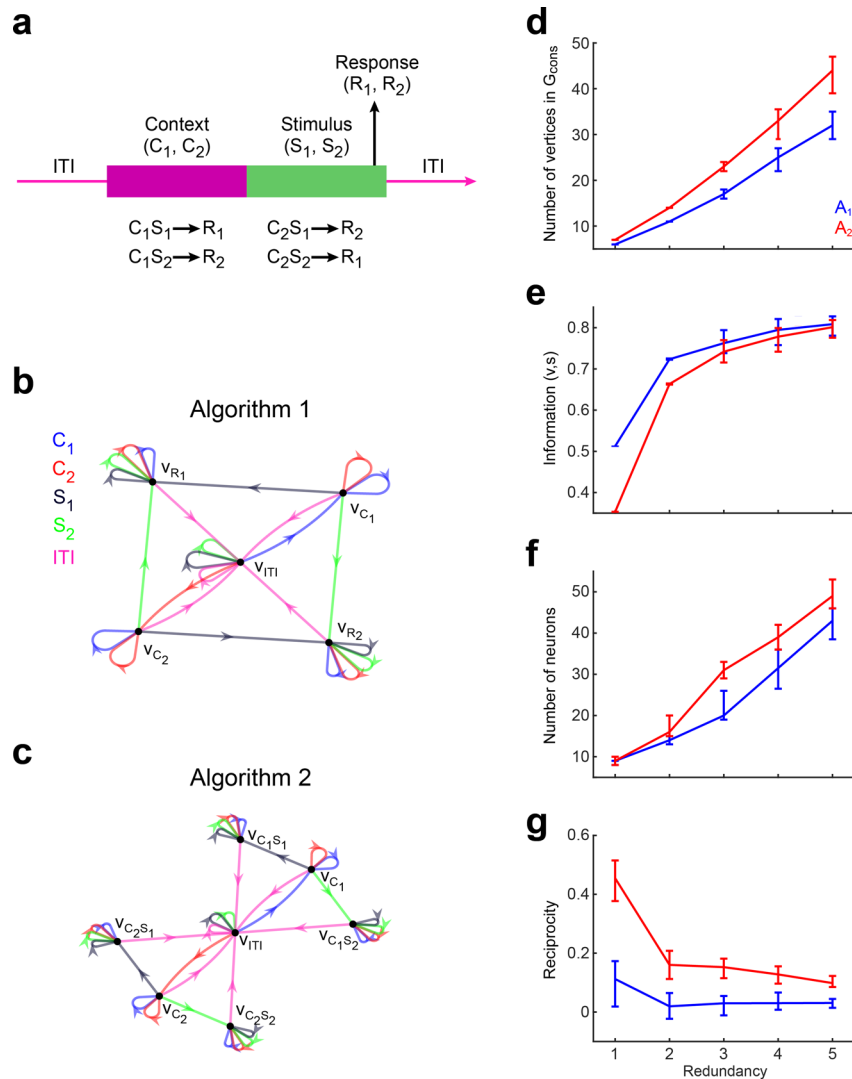 a
Response
(R1, R2)
Context
(C1, C2)
Stimulus
(S1, S2)
ITI
ITI
C1S1→R1
C2S1→R2
C1S2→R2
C2S2→R1
b
Algorithm 1
C1
C2
S1
S2
ITI
vR1
vC1
vITI
vC2
vR2
c
Algorithm 2
vC1S1
vC1
vC2S1
vITI
vC1S2
vC2
vC2S2
d
Number of vertices in Gcons
50
40
30
20
10
A1
A2
e
Information (v,s)
0.8
0.7
0.6
0.5
0.4
f
Number of neurons
50
40
30
20
10
g
Reciprocity
0.6
0.4
0.2
0
1 2 3 4 5
Redundancy